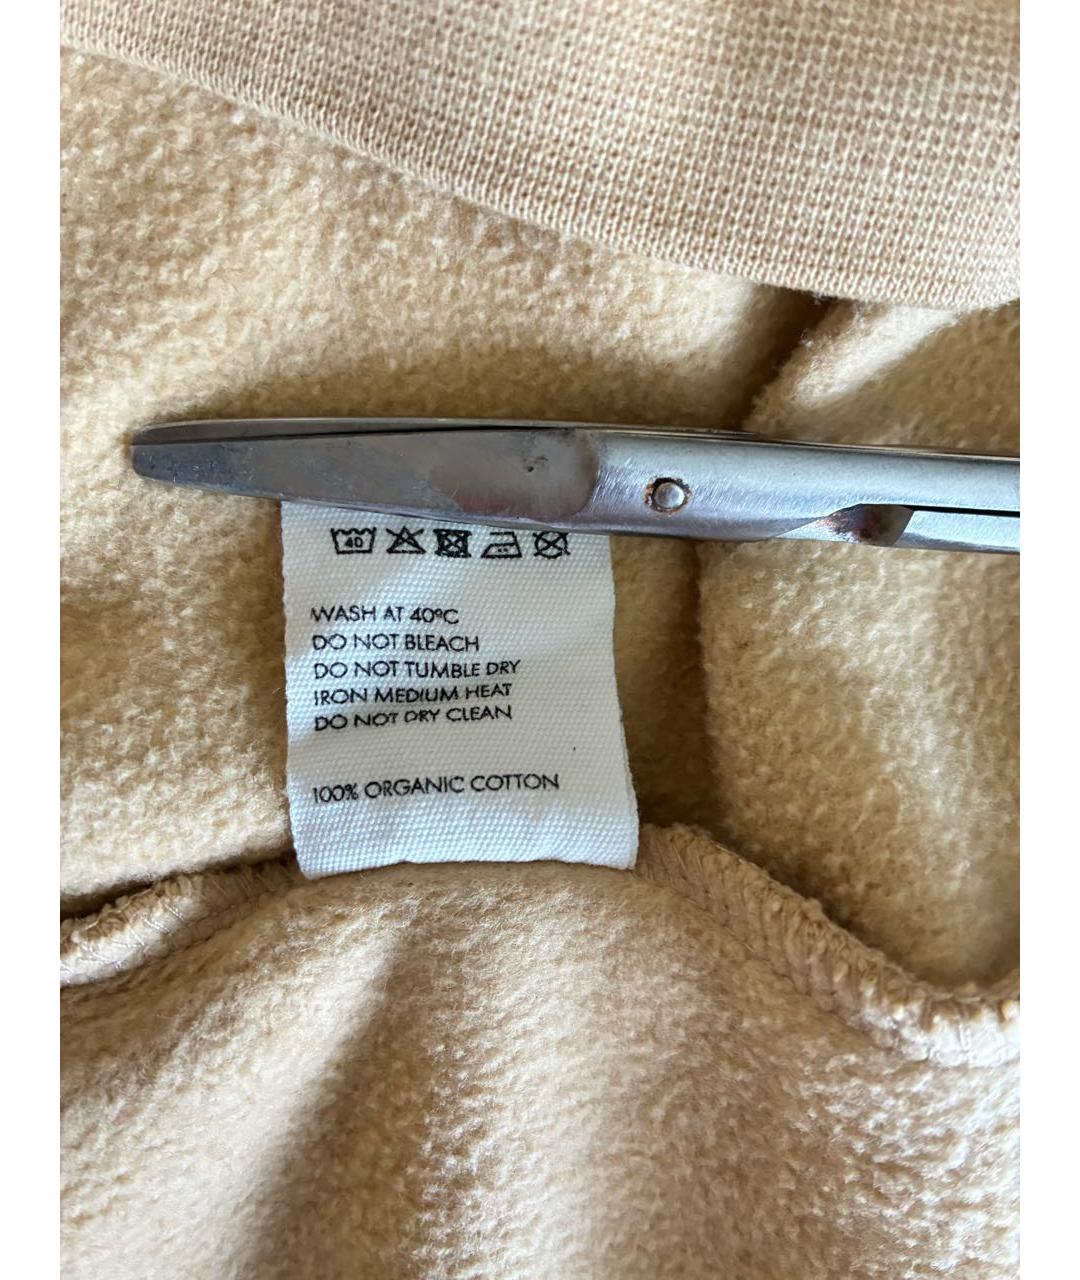 40
WASH AT 40°C
DO NOT BLEACH
DO NOT TUMBLE DRY
IRON MEDIUM HEAT
DO NOT DRY CLEAN
100% ORGANIC COTTON